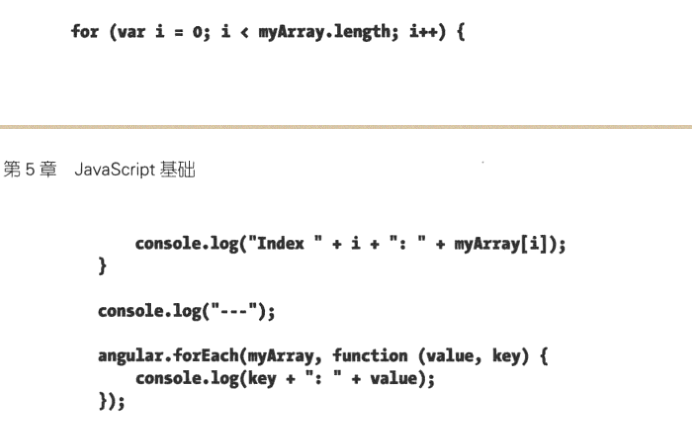 for (var i = 0; i < myArray.length; i++) {
第 5 章 JavaScript 基础
console.log("Index " + i + ": " + myArray[i]);
}
console.log("---");
angular.forEach(myArray, function (value, key) {
console.log(key + ": " + value);
});